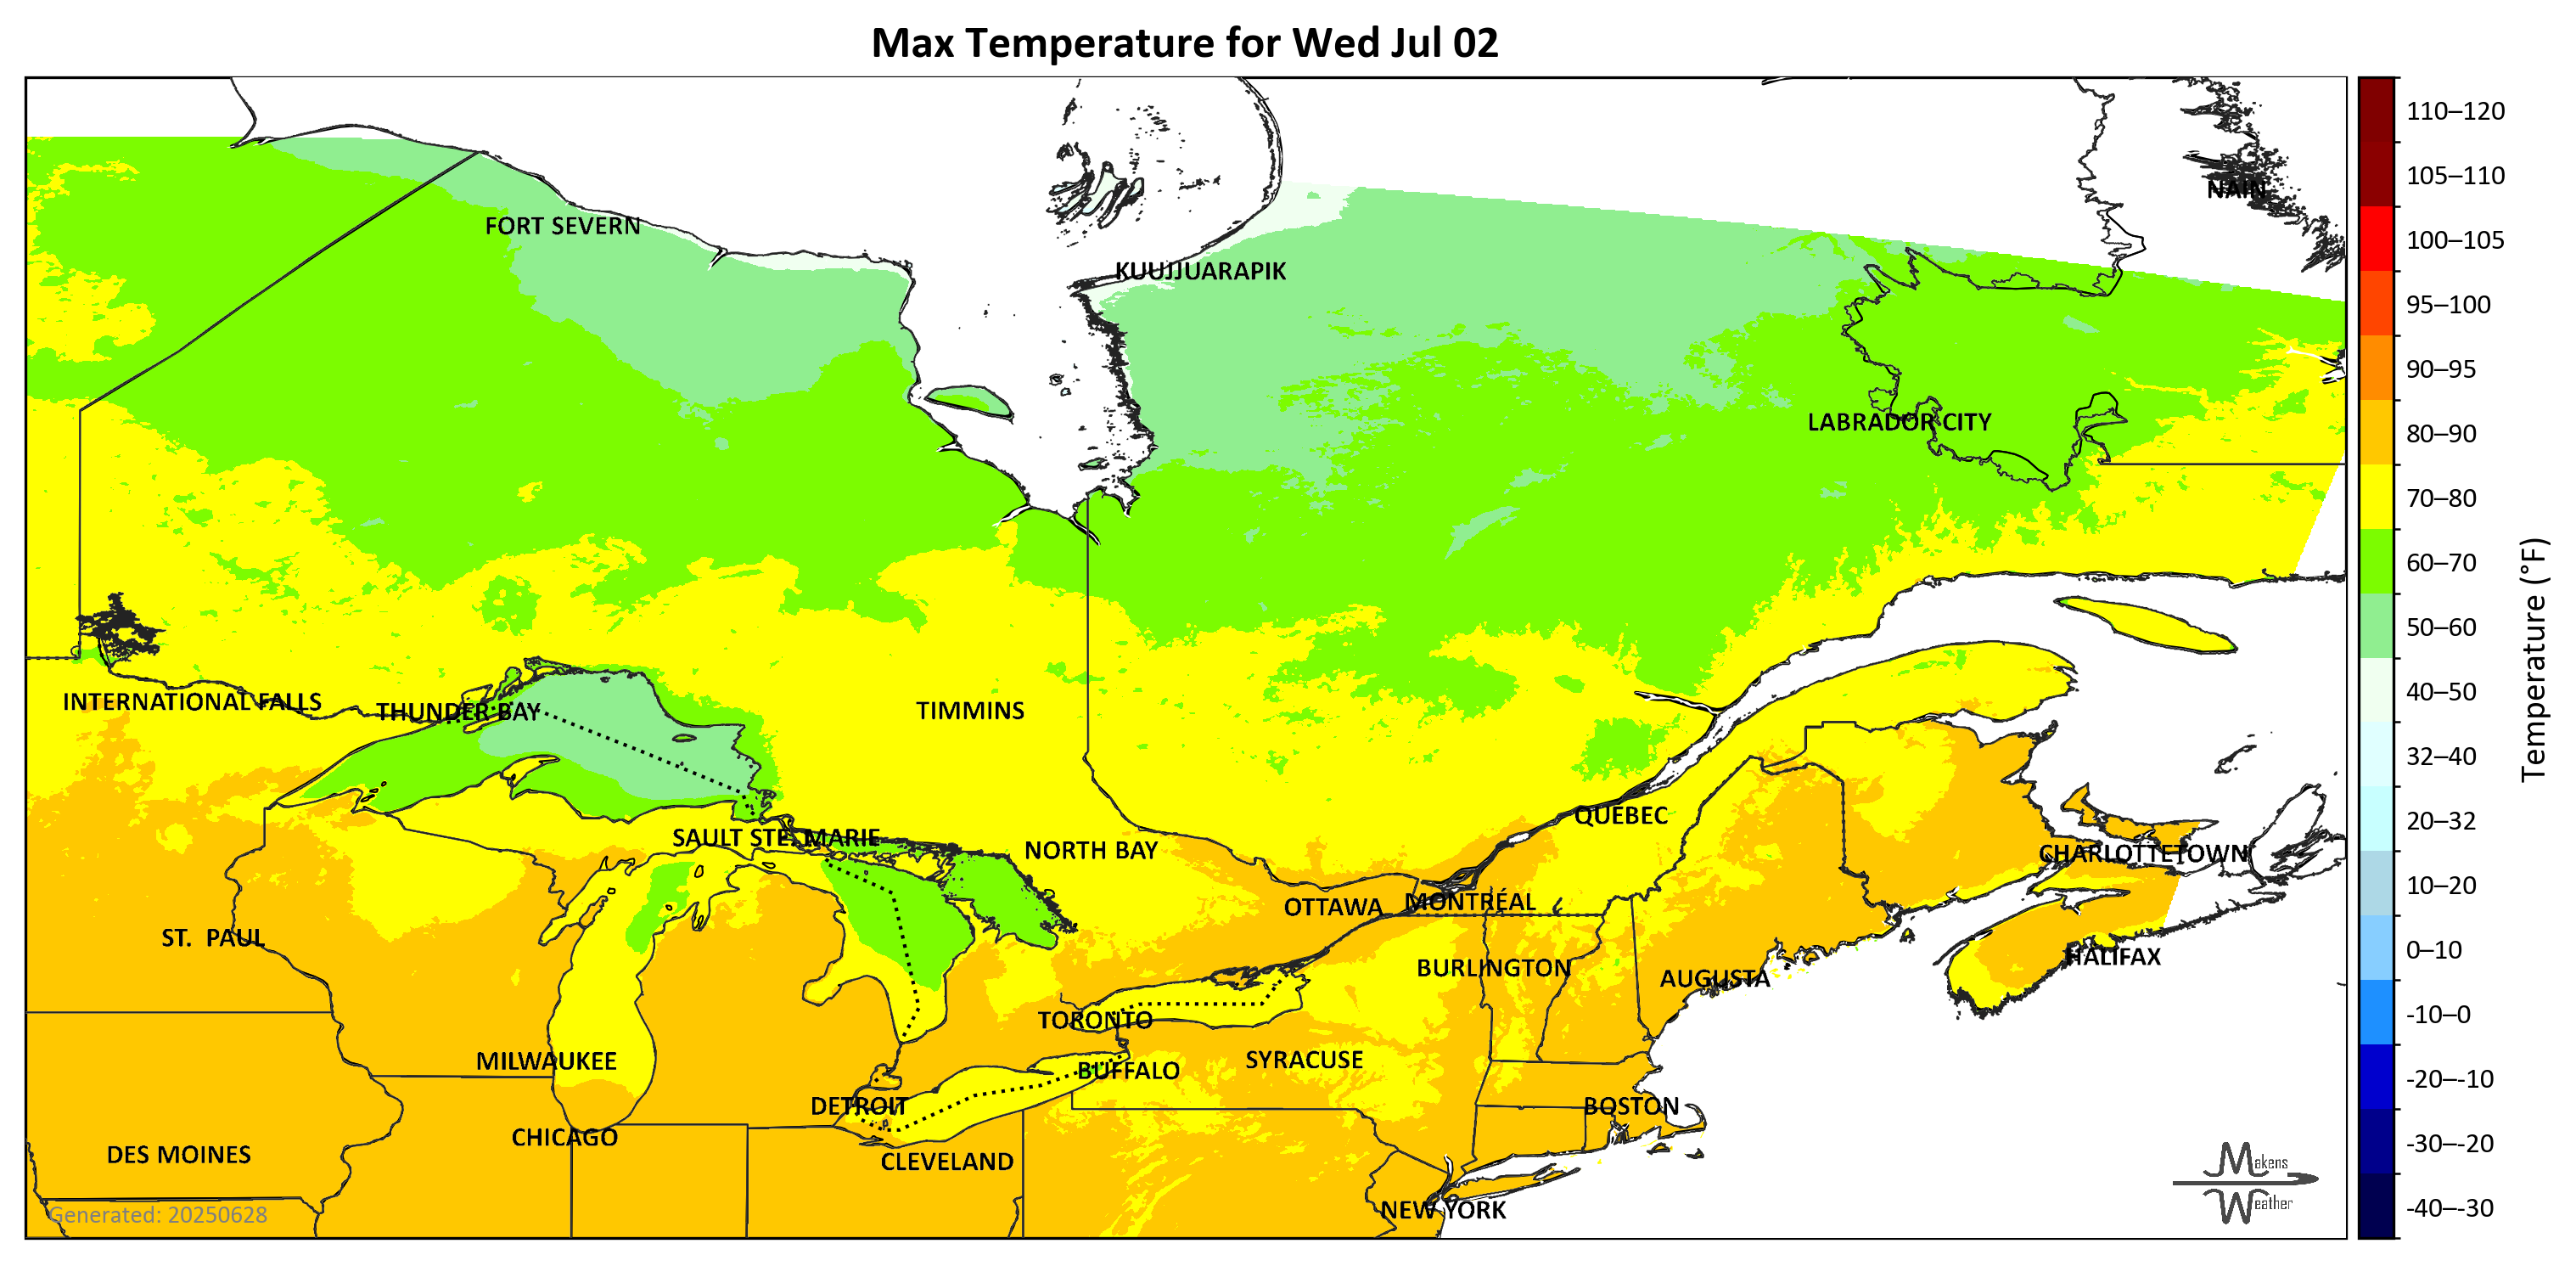 Max Temperature for Wed Jul 02
110–120
105–110
NAIN
FORT SEVERN
100–105
KUUJJUARAPIK
95–100
90–95
LABRADOR CITY
80–90
70–80
60–70
50–60
INTERNATIONAL FALLS
THUNDER BAY
TIMMINS
40–50
Temperature (°F)
32–40
QUEBEC
20–32
SAULT STE. MARIE
NORTH BAY
CHARLOTTETOWN
10–20
OTTAWA
MONTRÉAL
ST. PAUL
0–10
HALIFAX
BURLINGTON
AUGUSTA
-10–0
TORONTO
MILWAUKEE
SYRACUSE
BUFFALO
-20–-10
DETROIT
BOSTON
CHICAGO
-30–-20
DES MOINES
CLEVELAND
Makens
Weather
-40–-30
NEW YORK
Generated: 20250628